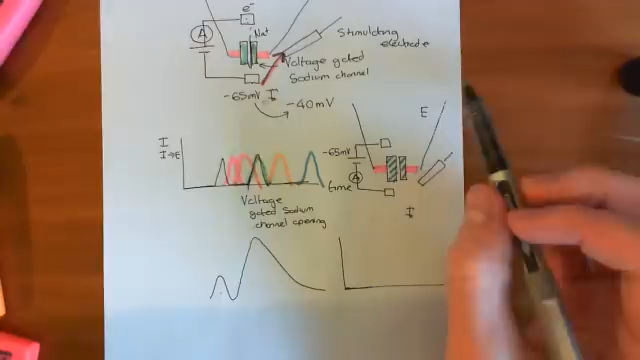 e⁻
A
Na⁺
Stimulating
electrode
Voltage gated
Sodium channel
-65mV I
-40mV
E
I
I→E
-65mV
A
time
Voltage
gated Sodium
channel opening
I